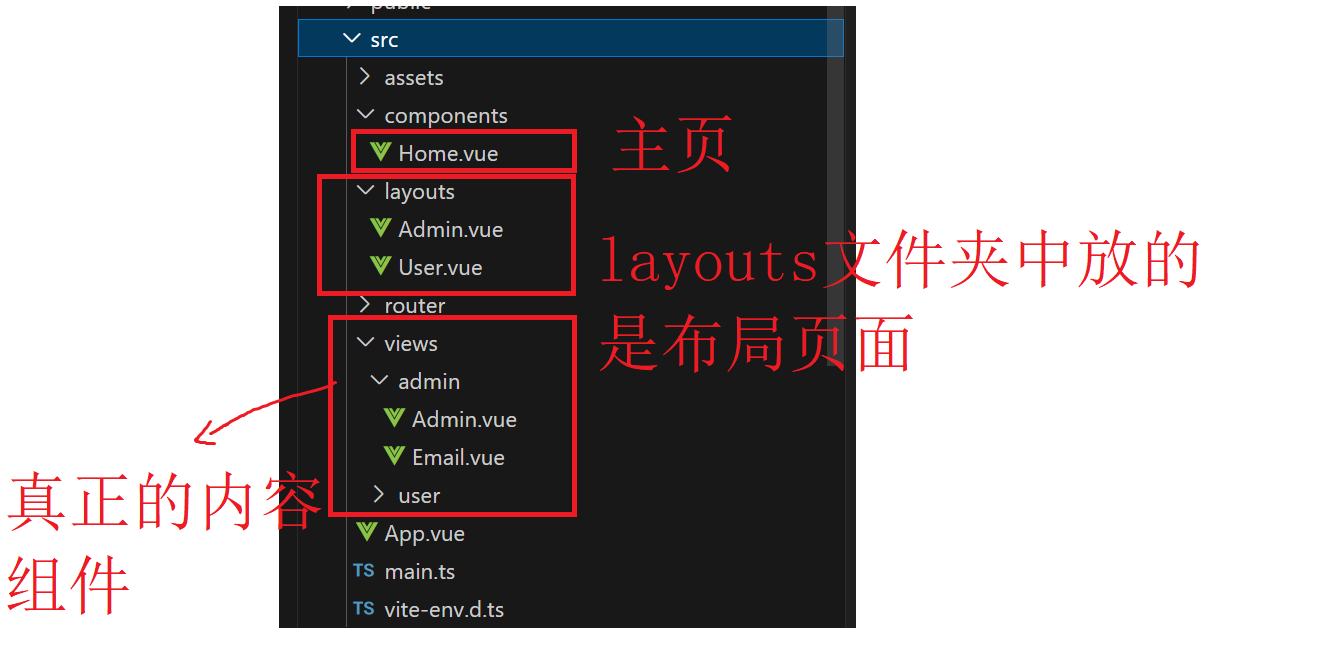 public
src
assets
components
Home.vue
主页
layouts
Admin.vue
layouts文件夹中放的
User.vue
router
是布局页面
views
admin
Admin.vue
Email.vue
真正的内容
user
App.vue
组件
TS main.ts
TS vite-env.d.ts